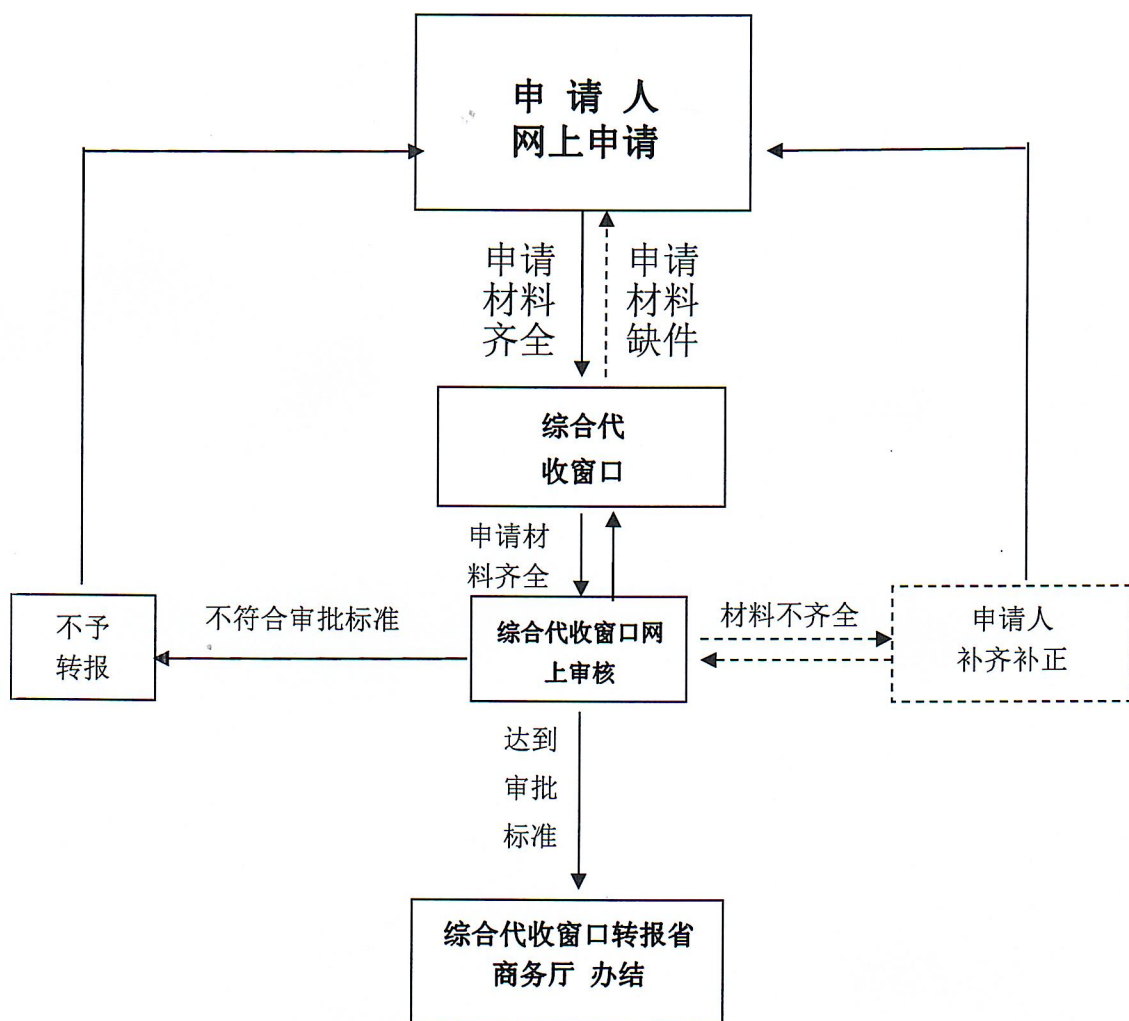 申 请 人
网上申请
申请
材料
齐全
申请
材料
缺件
综合代
收窗口
申请材
料齐全
不予
转报
不符合审批标准
综合代收窗口网
上审核
材料不齐全
申请人
补齐补正
达到
审批
标准
综合代收窗口转报省
商务厅 办结